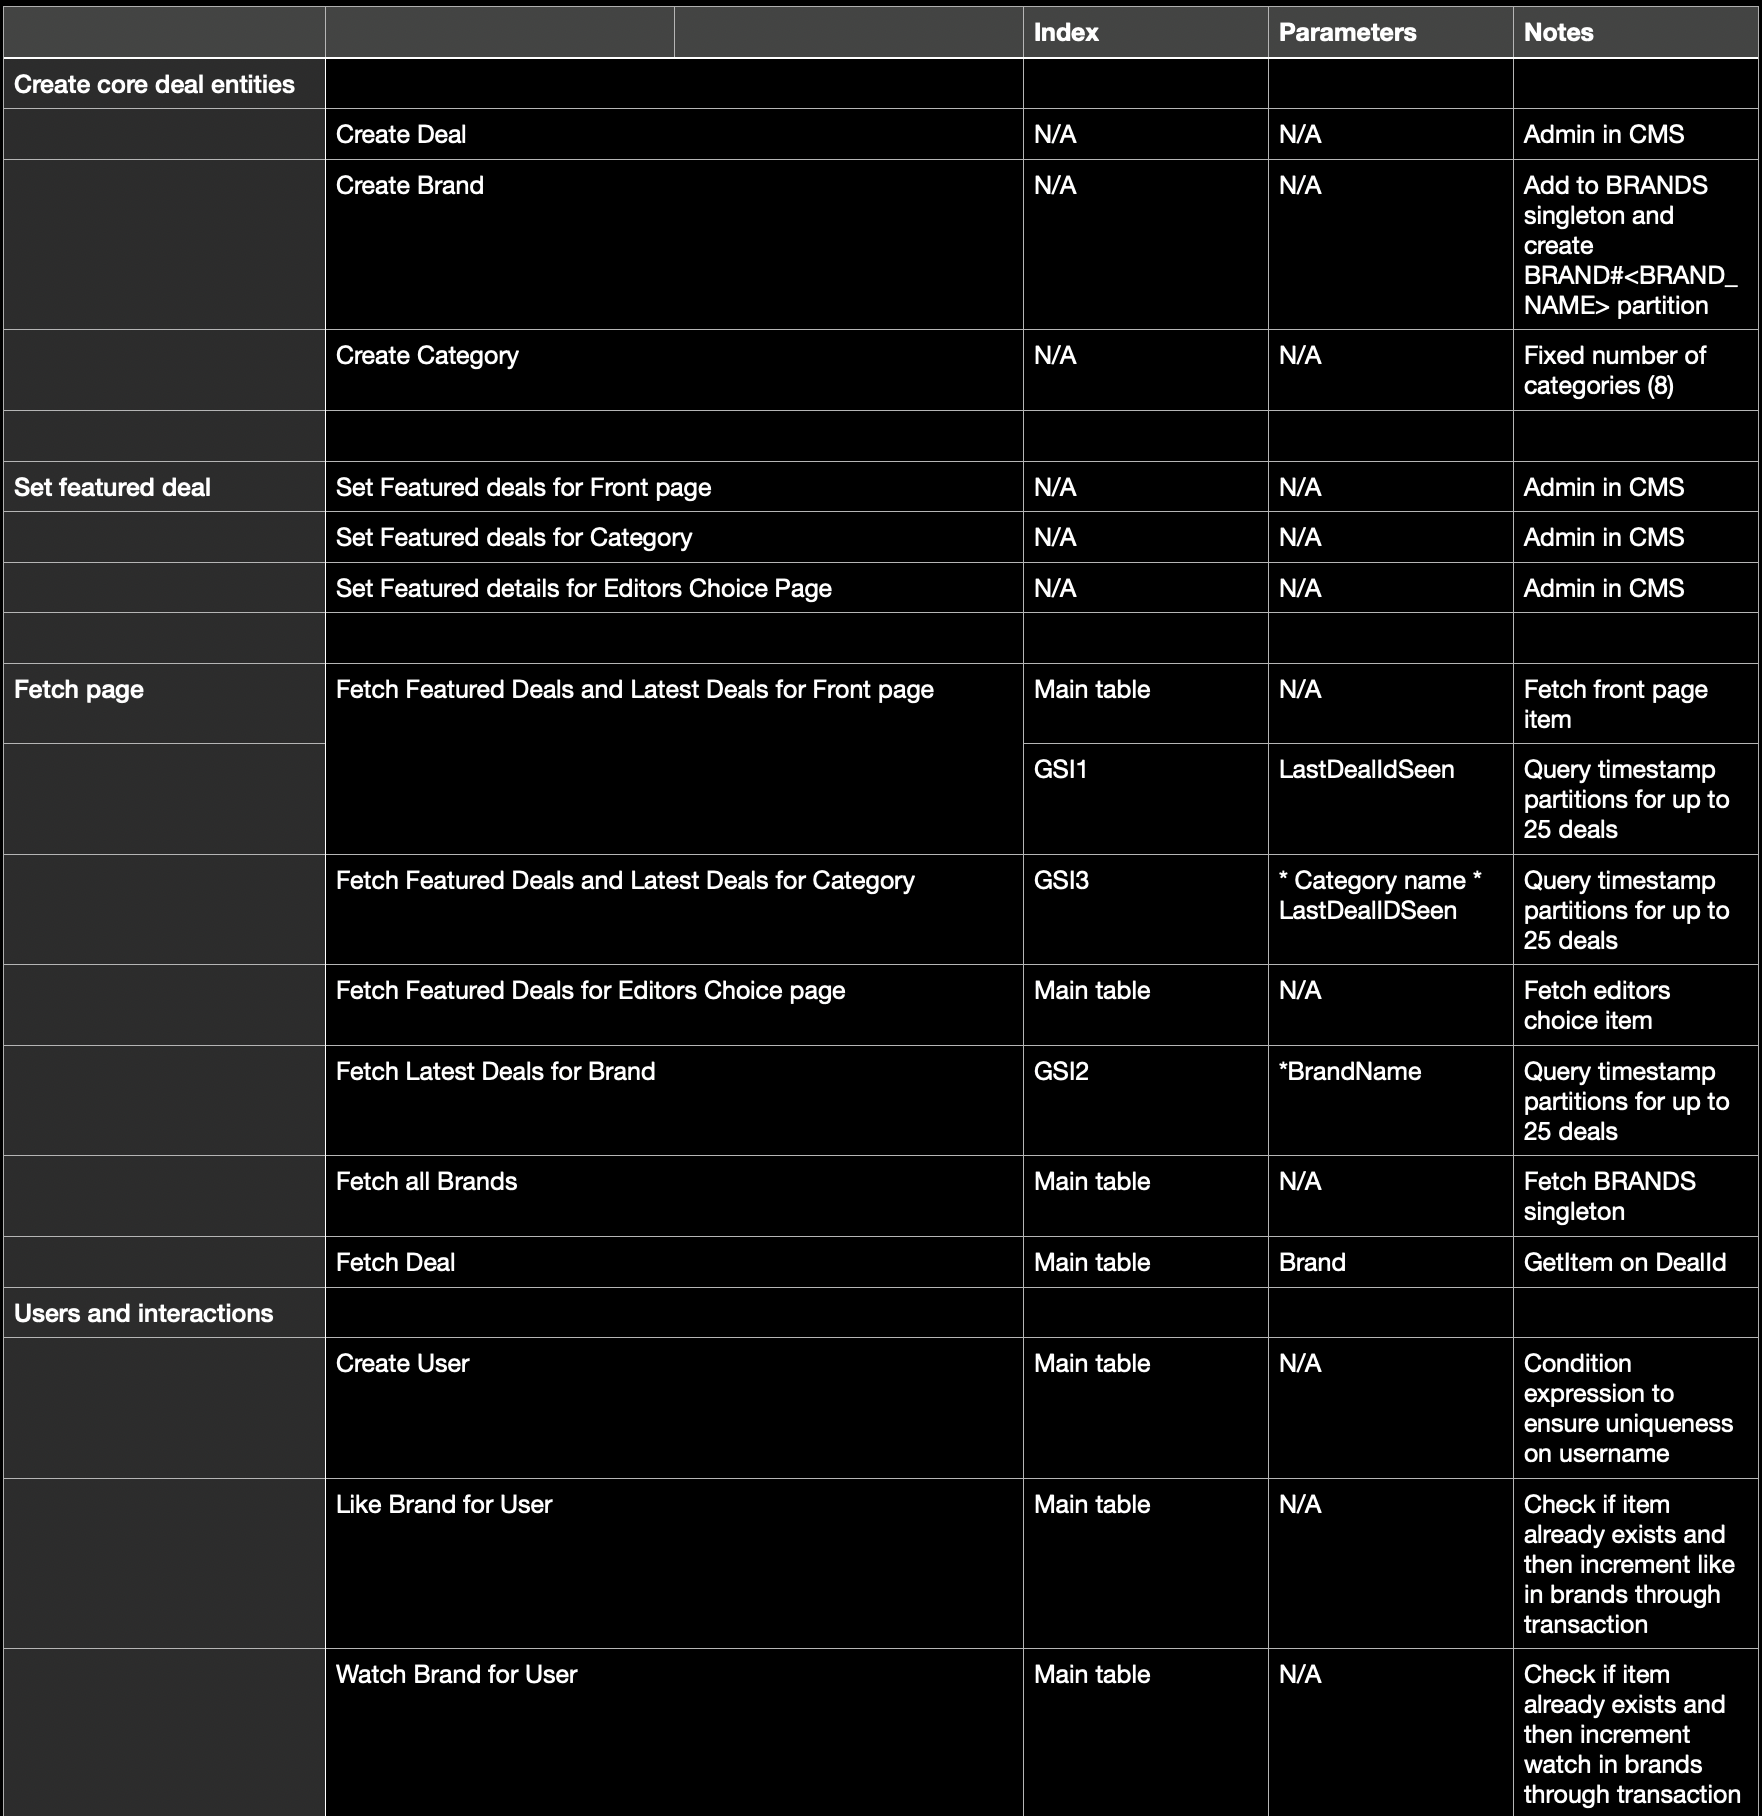 Index Parameters Notes
Create core deal entities
Create Deal N/A N/A Admin in CMS
Create Brand N/A N/A Add to BRANDS
singleton and
create
BRAND#<BRAND_
NAME> partition
Create Category N/A N/A Fixed number of
categories (8)
Set featured deal Set Featured deals for Front page N/A N/A Admin in CMS
Set Featured deals for Category N/A N/A Admin in CMS
Set Featured details for Editors Choice Page N/A N/A Admin in CMS
Fetch page Fetch Featured Deals and Latest Deals for Front page Main table N/A Fetch front page
item
GSI1 LastDealIdSeen Query timestamp
partitions for up to
25 deals
Fetch Featured Deals and Latest Deals for Category GSI3 * Category name * Query timestamp
LastDealIDSeen partitions for up to
25 deals
Fetch Featured Deals for Editors Choice page Main table N/A Fetch editors
choice item
Fetch Latest Deals for Brand GSI2 *BrandName Query timestamp
partitions for up to
25 deals
Fetch all Brands Main table N/A Fetch BRANDS
singleton
Fetch Deal Main table Brand GetItem on DealId
Users and interactions
Create User Main table N/A Condition
expression to
ensure uniqueness
on username
Like Brand for User Main table N/A Check if item
already exists and
then increment like
in brands through
transaction
Watch Brand for User Main table N/A Check if item
already exists and
then increment
watch in brands
through transaction